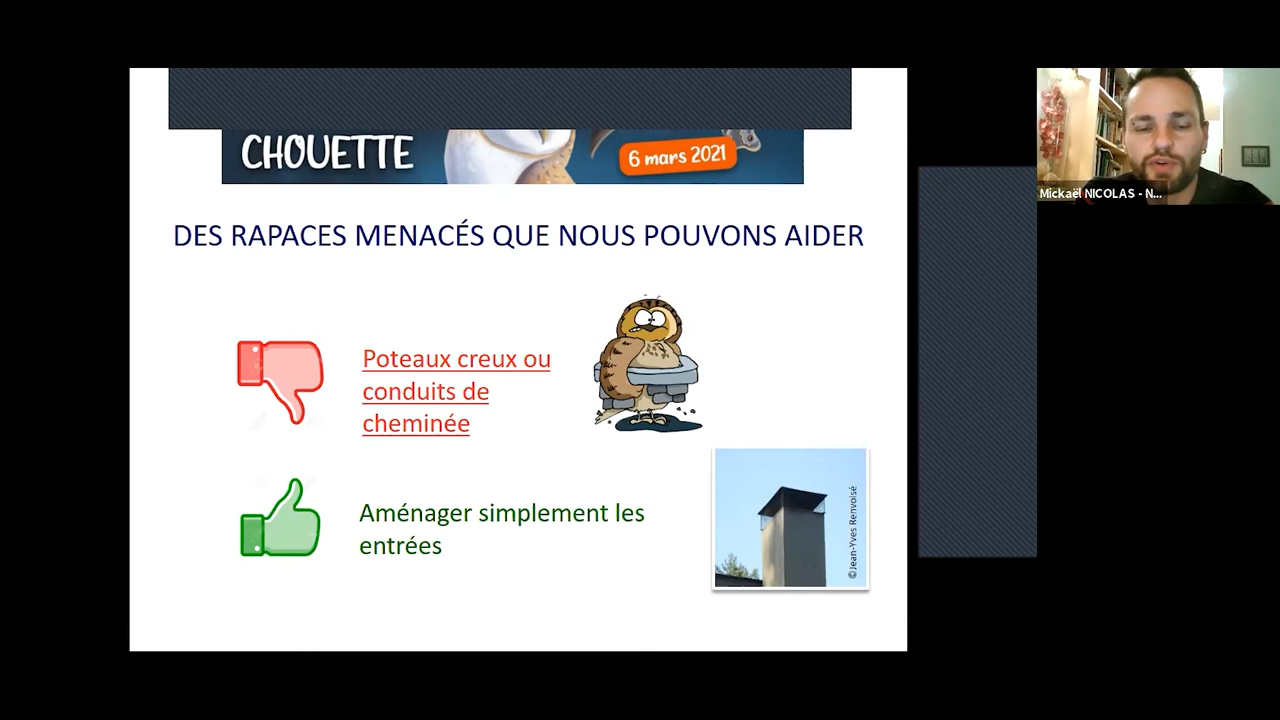 CHOUETTE
6 mars 2021
Mickaël NICOLAS - N...
DES RAPACES MENACÉS QUE NOUS POUVONS AIDER
Poteaux creux ou
conduits de
cheminée
Aménager simplement les
entrées
©Jean-Yves Renvoisé